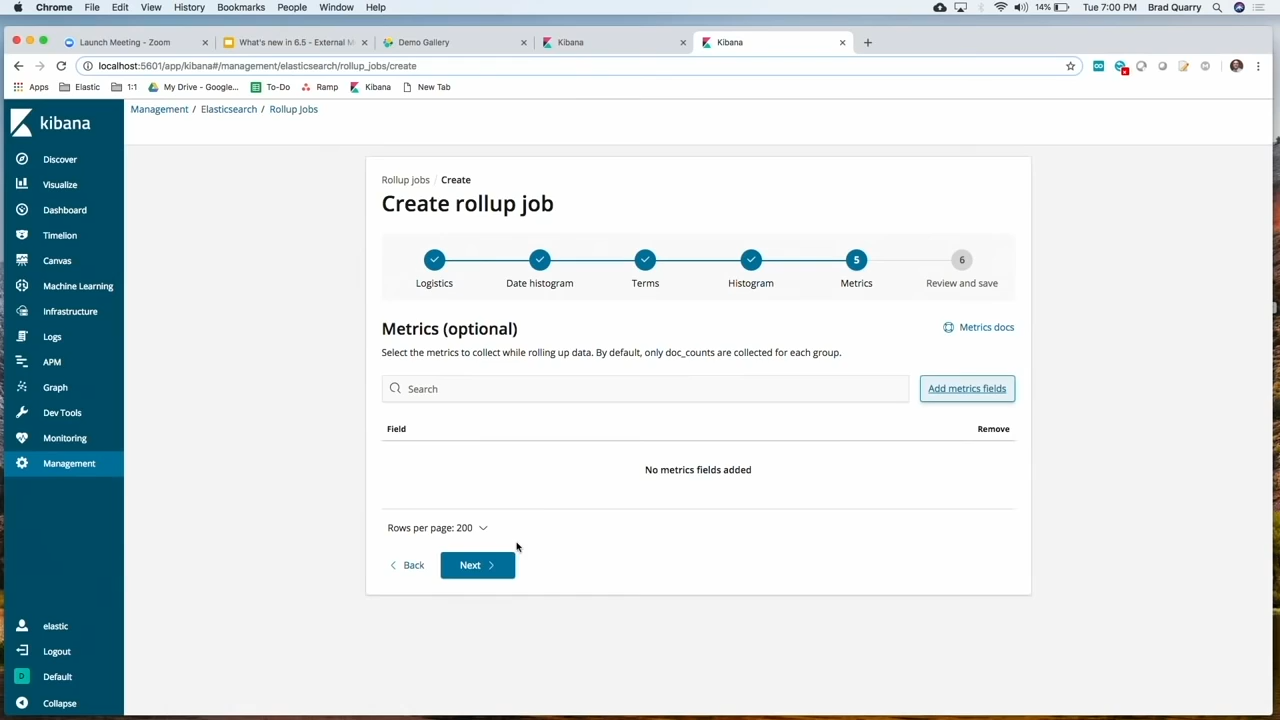 Chrome File Edit View History Bookmarks People Window Help 14% Tue 7:00 PM Brad Quarry
Launch Meeting - Zoom What's new in 6.5 - External M Demo Gallery Kibana Kibana
localhost:5601/app/kibana#/management/elasticsearch/rollup_jobs/create
Apps Elastic 1:1 My Drive - Google... To-Do Ramp Kibana New Tab
kibana
Management / Elasticsearch / Rollup Jobs
Discover
Visualize
Dashboard
Timelion
Canvas
Machine Learning
Infrastructure
Logs
APM
Graph
Dev Tools
Monitoring
Management
elastic
Logout
D Default
Collapse
Rollup jobs / Create
Create rollup job
5 6
Logistics Date histogram Terms Histogram Metrics Review and save
Metrics (optional) Metrics docs
Select the metrics to collect while rolling up data. By default, only doc_counts are collected for each group.
Search Add metrics fields
Field Remove
No metrics fields added
Rows per page: 200
Back Next